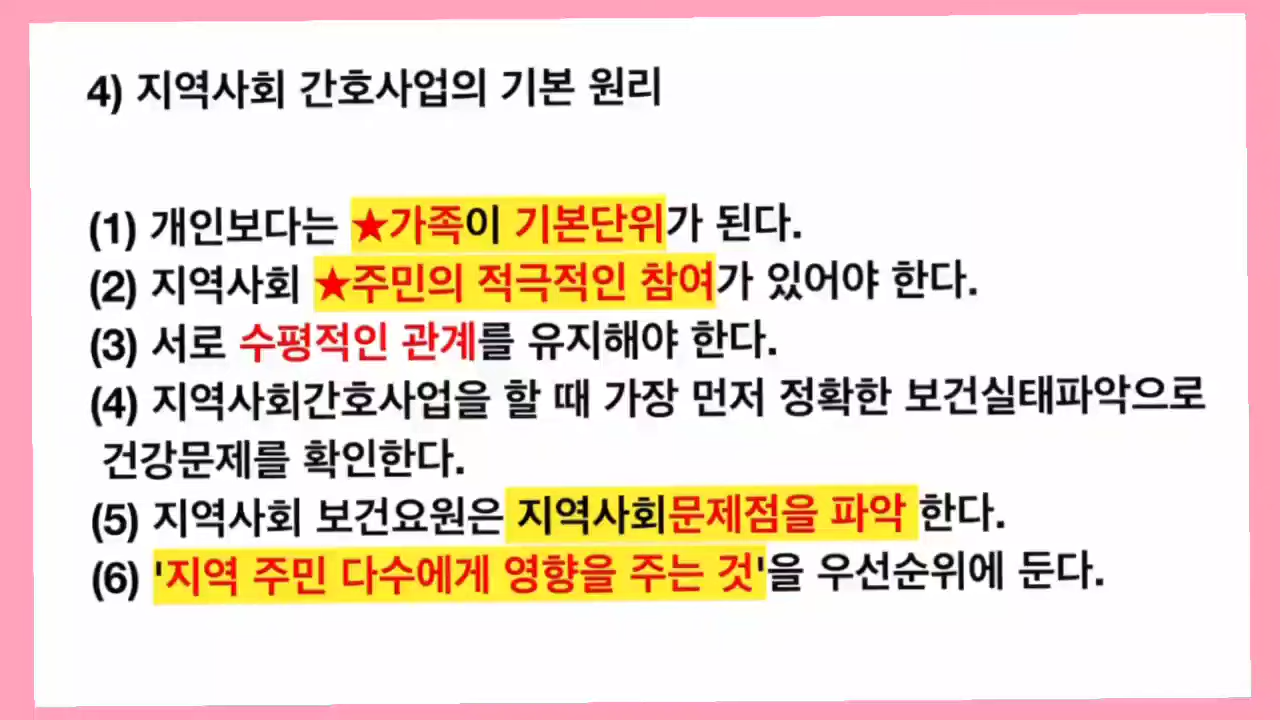 4) 지역사회 간호사업의 기본 원리
(1) 개인보다는 ★가족이 기본단위가 된다.
(2) 지역사회 ★주민의 적극적인 참여가 있어야 한다.
(3) 서로 수평적인 관계를 유지해야 한다.
(4) 지역사회간호사업을 할 때 가장 먼저 정확한 보건실태파악으로
건강문제를 확인한다.
(5) 지역사회 보건요원은 지역사회문제점을 파악 한다.
(6) '지역 주민 다수에게 영향을 주는 것'을 우선순위에 둔다.